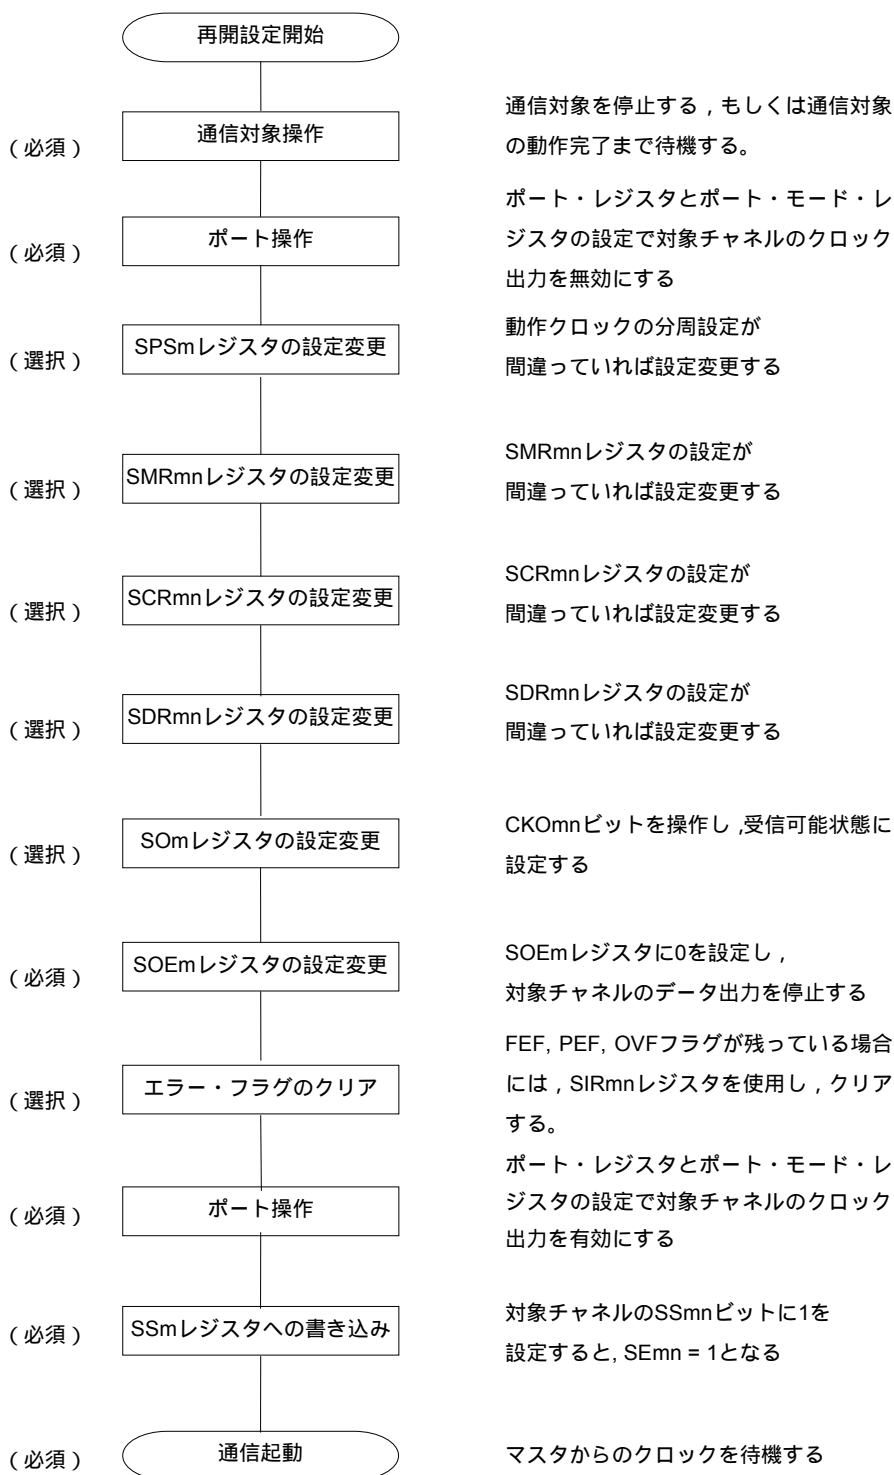 再開設定開始
(必須)
通信対象操作
通信対象を停止する,もしくは通信対象
の動作完了まで待機する。
(必須)
ポート操作
ポート・レジスタとポート・モード・レ
ジスタの設定で対象チャネルのクロック
出力を無効にする
(選択)
SPSmレジスタの設定変更
動作クロックの分周設定が
間違っていれば設定変更する
(選択)
SMRmnレジスタの設定変更
SMRmnレジスタの設定が
間違っていれば設定変更する
(選択)
SCRmnレジスタの設定変更
SCRmnレジスタの設定が
間違っていれば設定変更する
(選択)
SDRmnレジスタの設定変更
SDRmnレジスタの設定が
間違っていれば設定変更する
(選択)
SOmレジスタの設定変更
CKOmnビットを操作し,受信可能状態に
設定する
(必須)
SOEmレジスタの設定変更
SOEmレジスタに0を設定し,
対象チャネルのデータ出力を停止する
(選択)
エラー・フラグのクリア
FEF, PEF, OVFフラグが残っている場合
には,SIRmnレジスタを使用し,クリア
する。
(必須)
ポート操作
ポート・レジスタとポート・モード・レ
ジスタの設定で対象チャネルのクロック
出力を有効にする
(必須)
SSmレジスタへの書き込み
対象チャネルのSSmnビットに1を
設定すると, SEmn = 1となる
(必須)
通信起動
マスタからのクロックを待機する